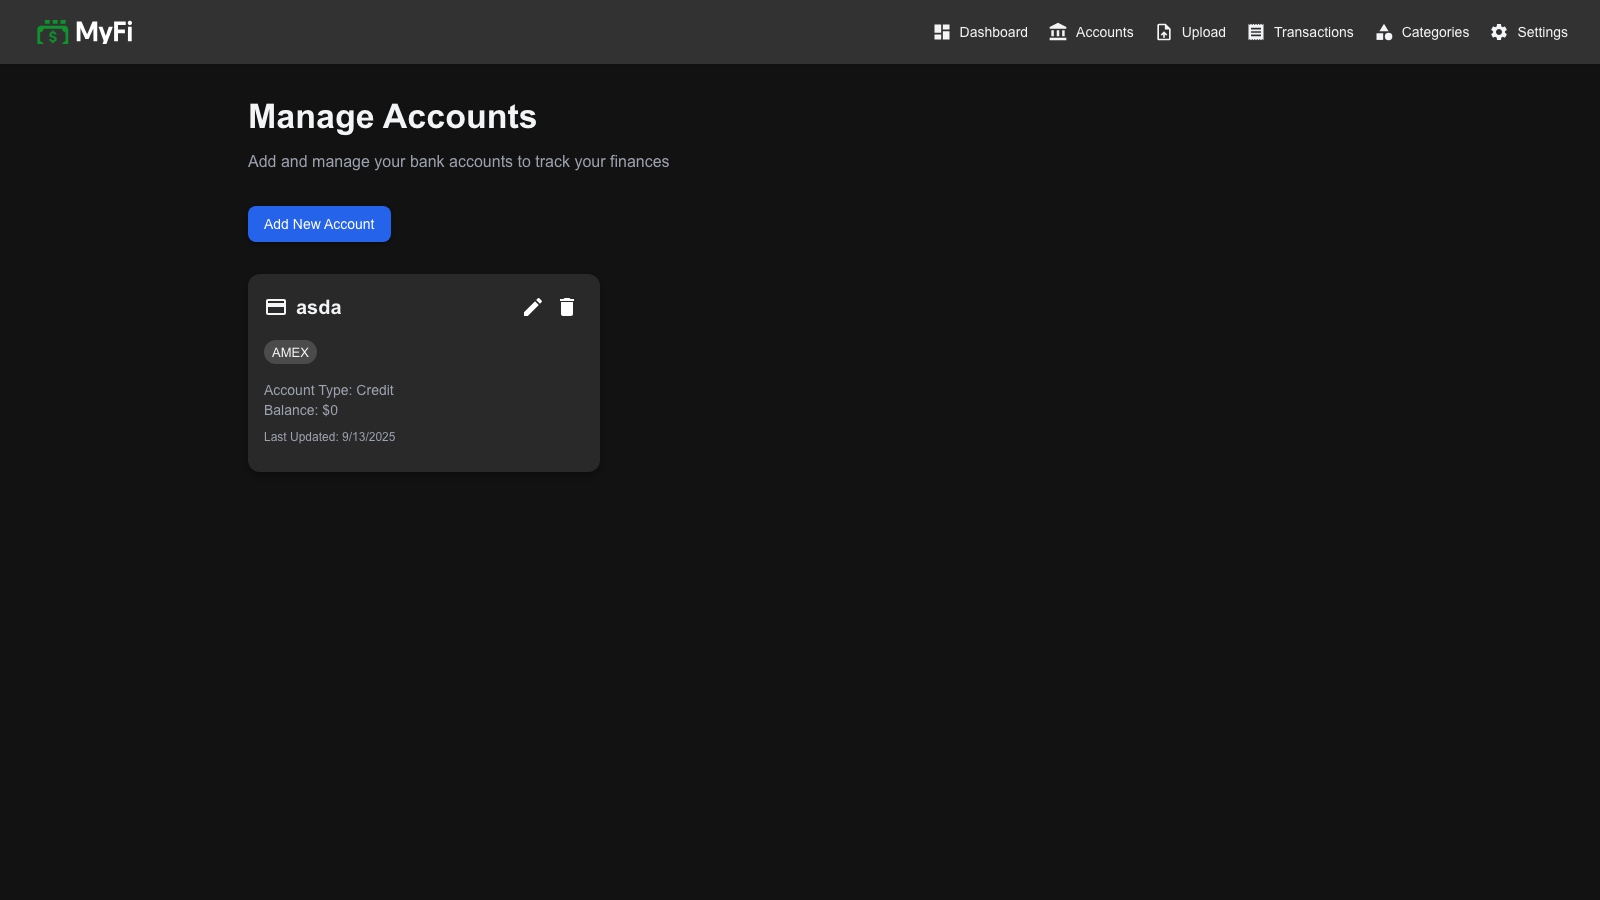 MyFi
Dashboard Accounts Upload Transactions Categories Settings
Manage Accounts
Add and manage your bank accounts to track your finances
Add New Account
asda
AMEX
Account Type: Credit
Balance: $0
Last Updated: 9/13/2025